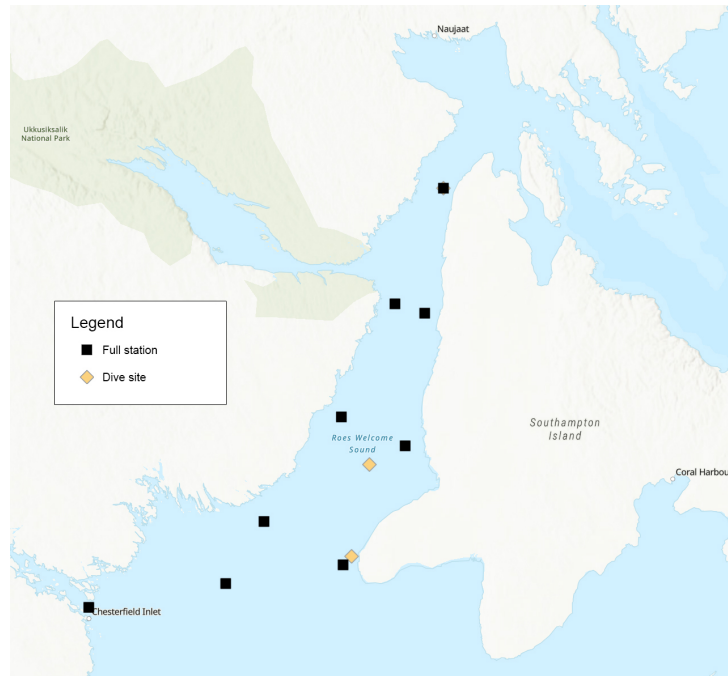 Naujaat
Ukkusiksalik
National Park
Legend
Full station
Dive site
Roes Welcome
Sound
Southampton
Island
Coral Harbou
Chesterfield Inlet